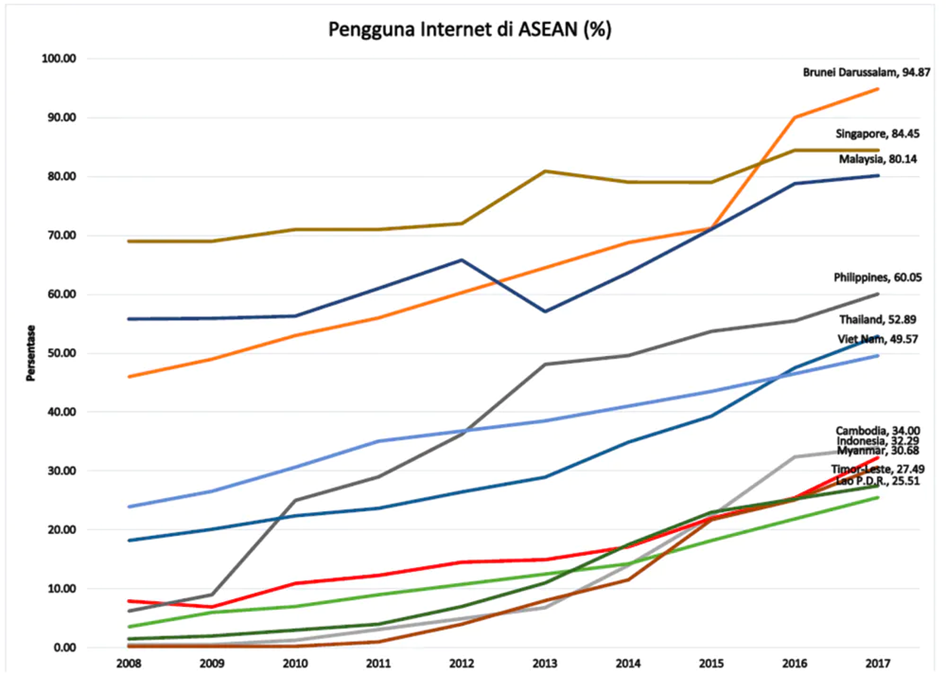 Pengguna Internet di ASEAN (%)
100.00
90.00
80.00
70.00
60.00
50.00
40.00
30.00
20.00
10.00
0.00
Persentase
Brunei Darussalam, 94.87
Singapore, 84.45
Malaysia, 80.14
Philippines, 60.05
Thailand, 52.89
Viet Nam, 49.57
Cambodia, 34.00
Indonesia, 32.29
Myanmar, 30.68
Timor-Leste, 27.49
Lao P.D.R., 25.51
2008 2009 2010 2011 2012 2013 2014 2015 2016 2017